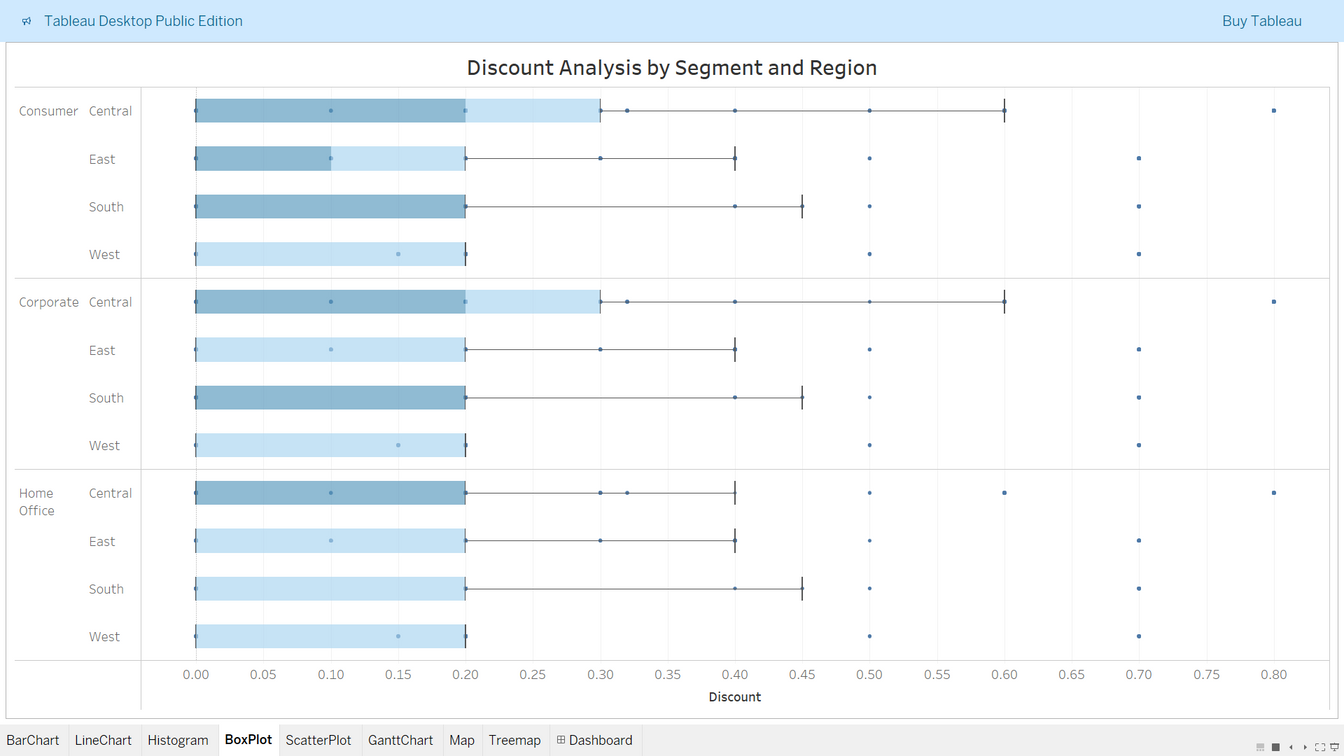 Tableau Desktop Public Edition Buy Tableau
Discount Analysis by Segment and Region
Consumer Central
East
South
West
Corporate Central
East
South
West
Home Central
Office
East
South
West
0.00 0.05 0.10 0.15 0.20 0.25 0.30 0.35 0.40 0.45 0.50 0.55 0.60 0.65 0.70 0.75 0.80
Discount
BarChart LineChart Histogram BoxPlot ScatterPlot GanttChart Map Treemap Dashboard